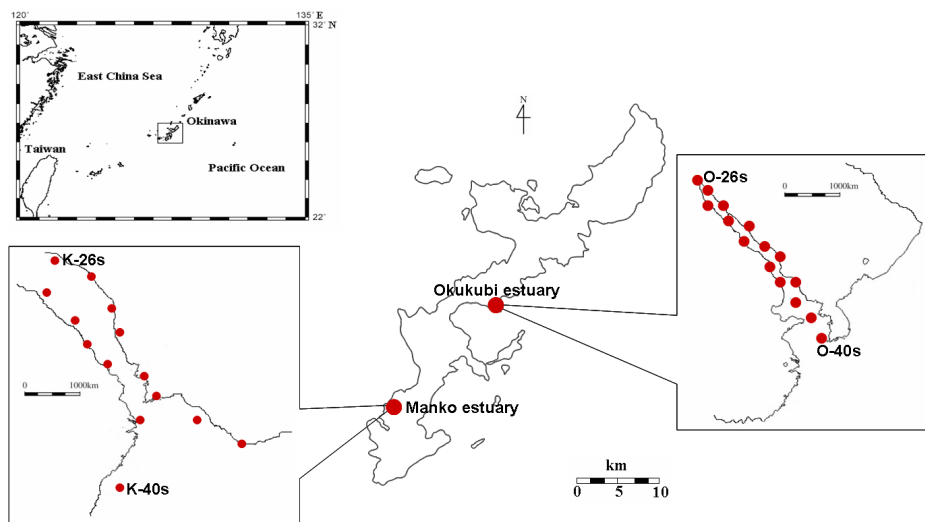 120°
135° E
32° N
East China Sea
Okinawa
Taiwan
Pacific Ocean
22°
N
O-26s
0 1000km
Okukubi estuary
O-40s
K-26s
0 1000km
Manko estuary
K-40s
km
0 5 10